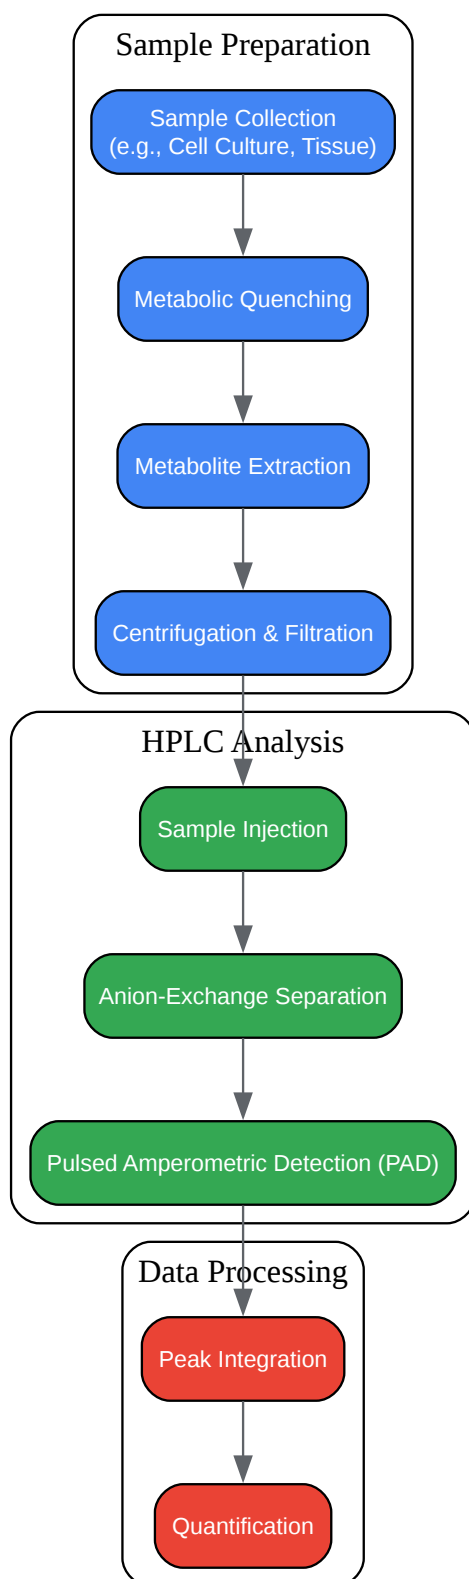 Sample Preparation
Sample Collection
(e.g., Cell Culture, Tissue)
Metabolic Quenching
Metabolite Extraction
Centrifugation & Filtration
HPLC Analysis
Sample Injection
Anion-Exchange Separation
Pulsed Amperometric Detection (PAD)
Data Processing
Peak Integration
Quantification